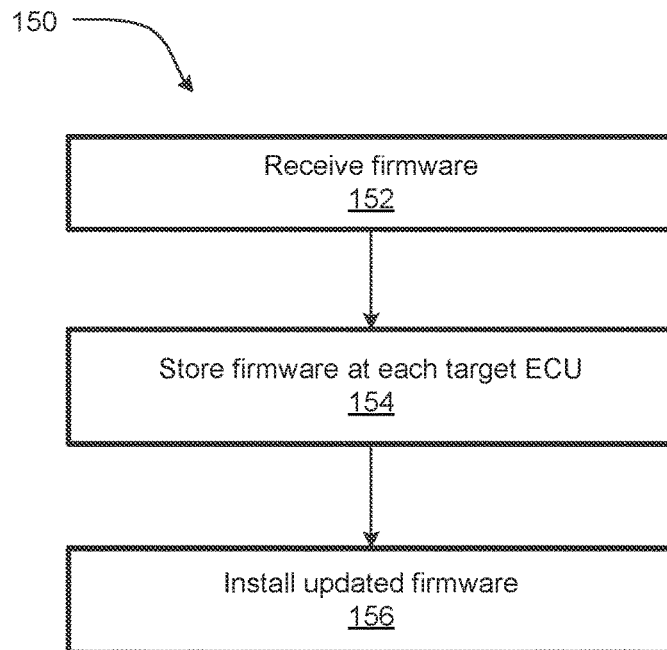 150
Receive firmware
152
Store firmware at each target ECU
154
Install updated firmware
156